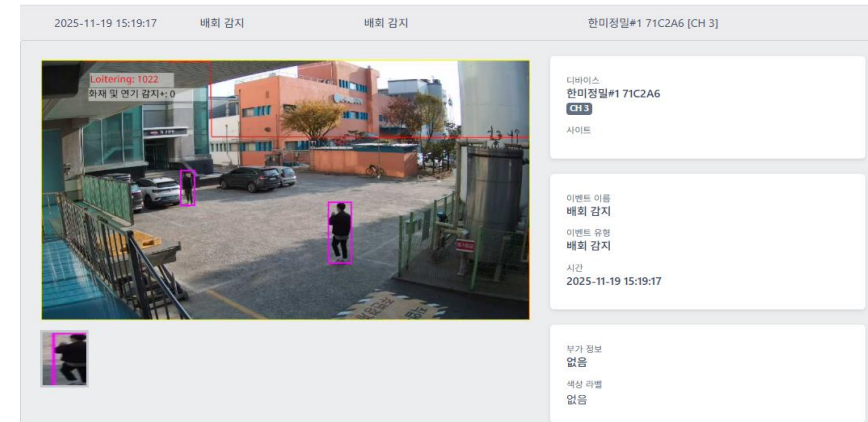 2025-11-19 15:19:17 배회 감지 배회 감지 한미정밀#1 71C2A6 [CH 3]
Loitering: 1022
화재 및 연기 감지+: 0
디바이스
한미정밀#1 71C2A6
CH 3
사이트
이벤트 이름
배회 감지
이벤트 유형
배회 감지
시간
2025-11-19 15:19:17
부가 정보
없음
색상 라벨
없음